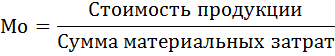 Мо = Стоимость продукции
Сумма материальных затрат